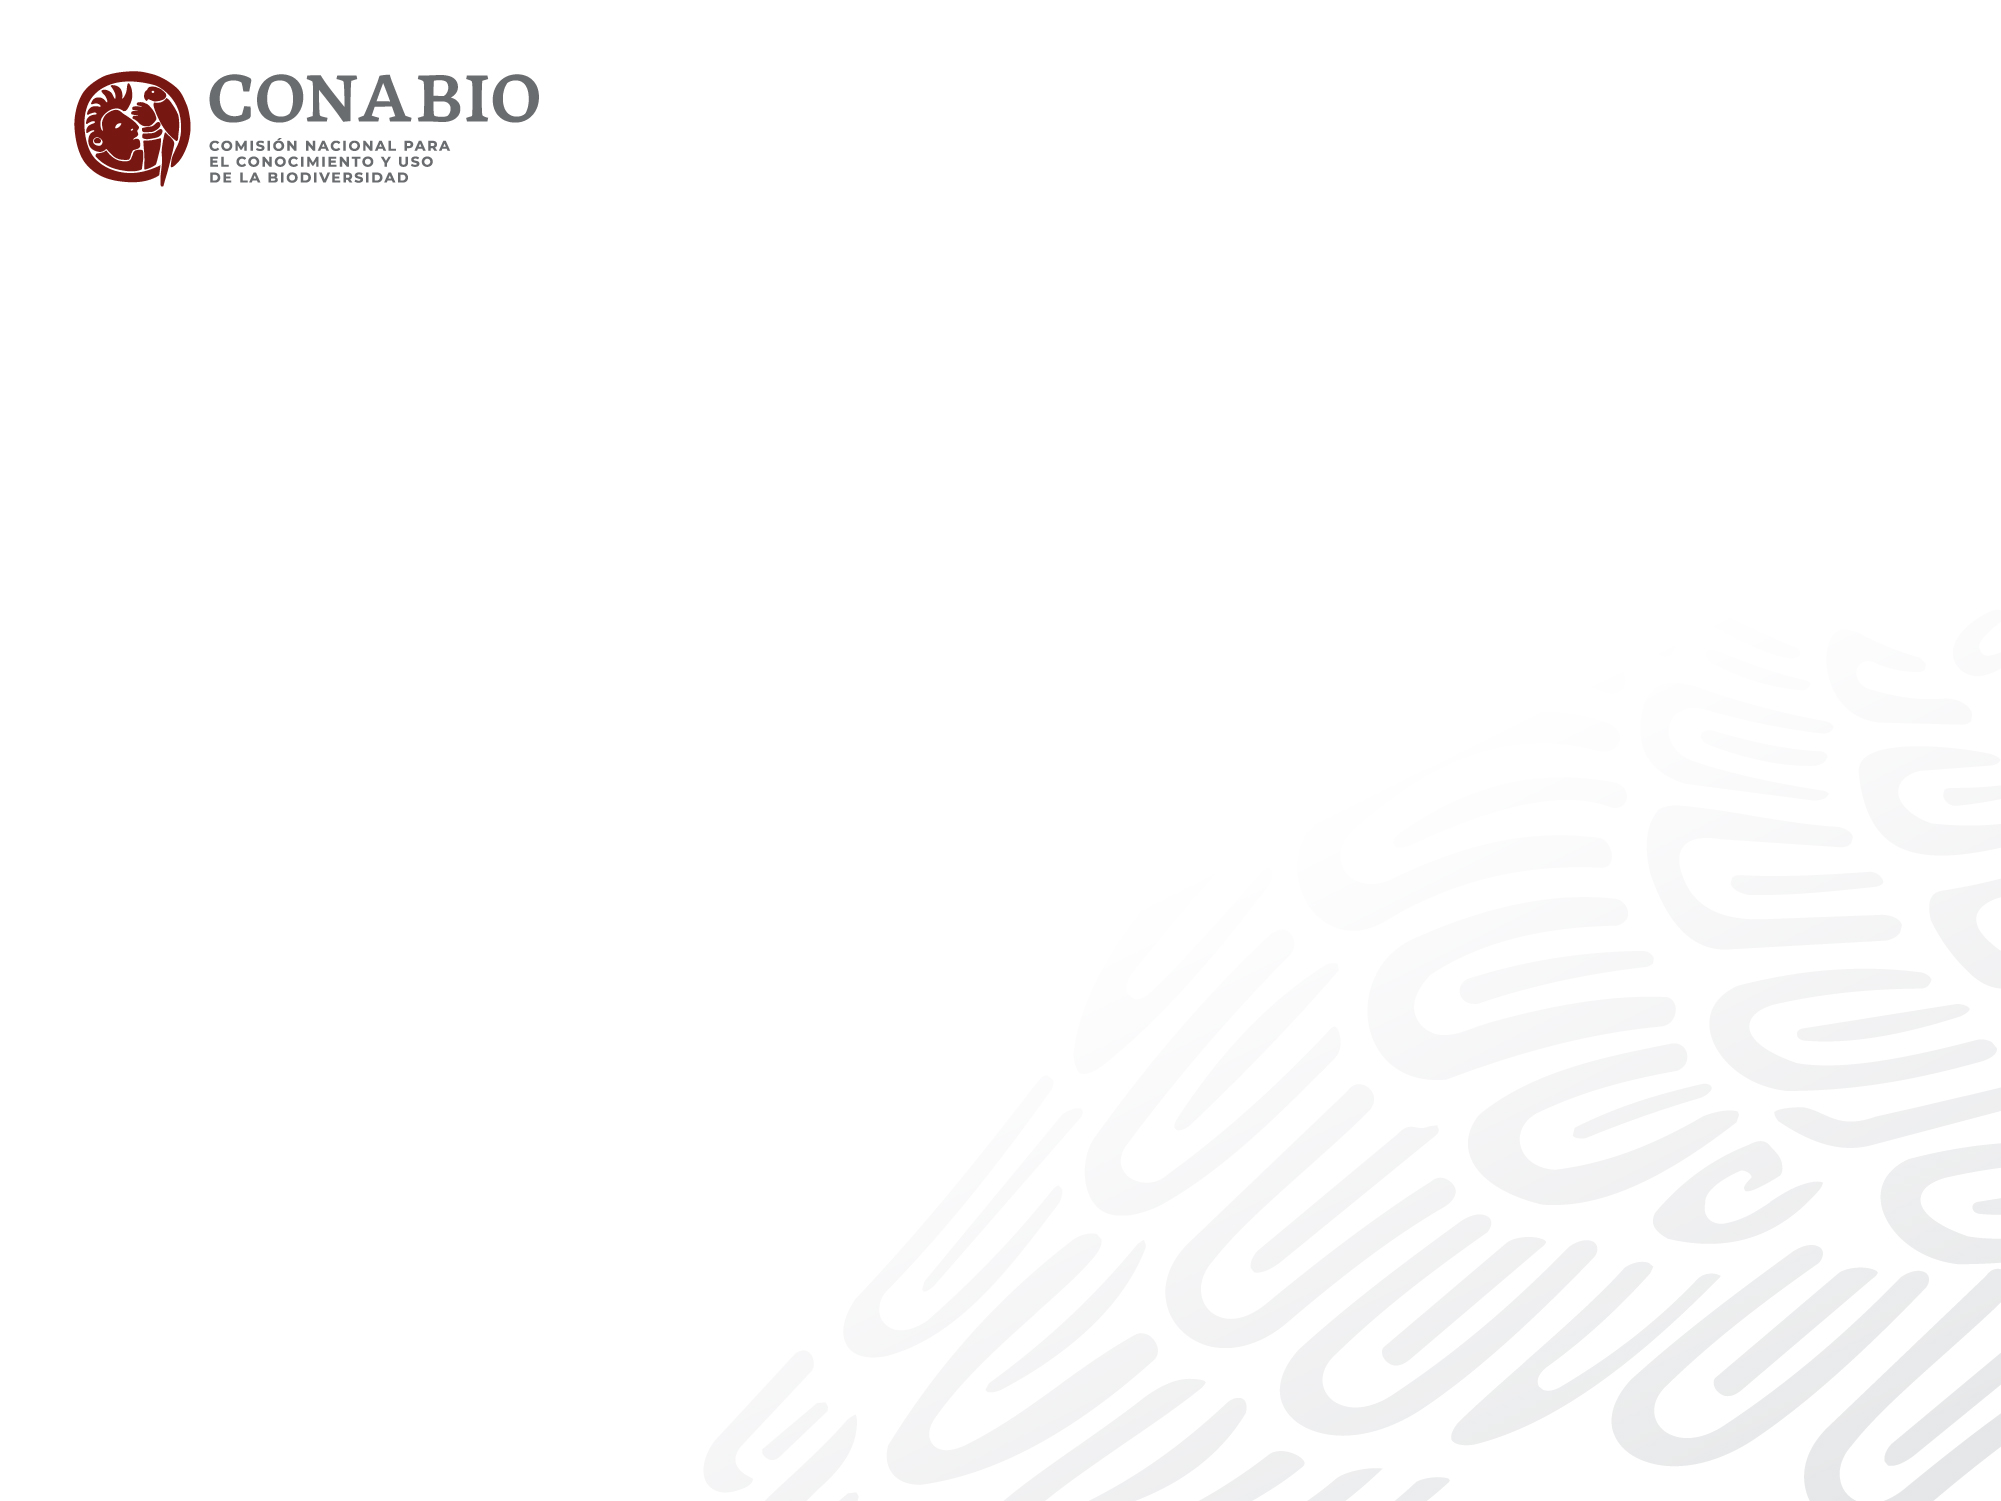 CONABIO
COMISIÓN NACIONAL PARA
EL CONOCIMIENTO Y USO
DE LA BIODIVERSIDAD